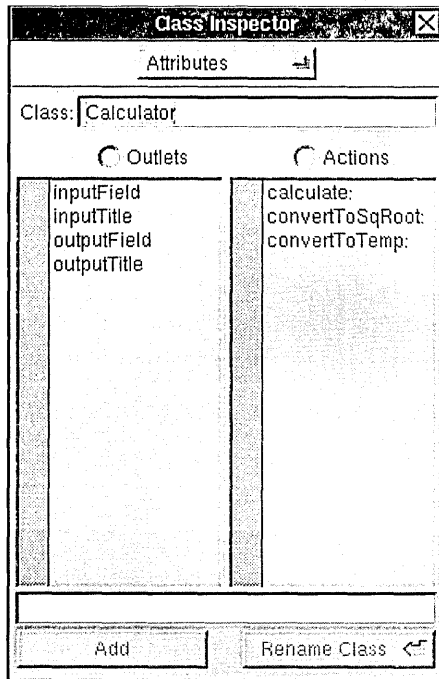 Class Inspector
Attributes
Class: Calculator
Outlets
Actions
inputField
inputTitle
outputField
outputTitle
calculate:
convertToSqRoot:
convertToTemp:
Add
Rename Class